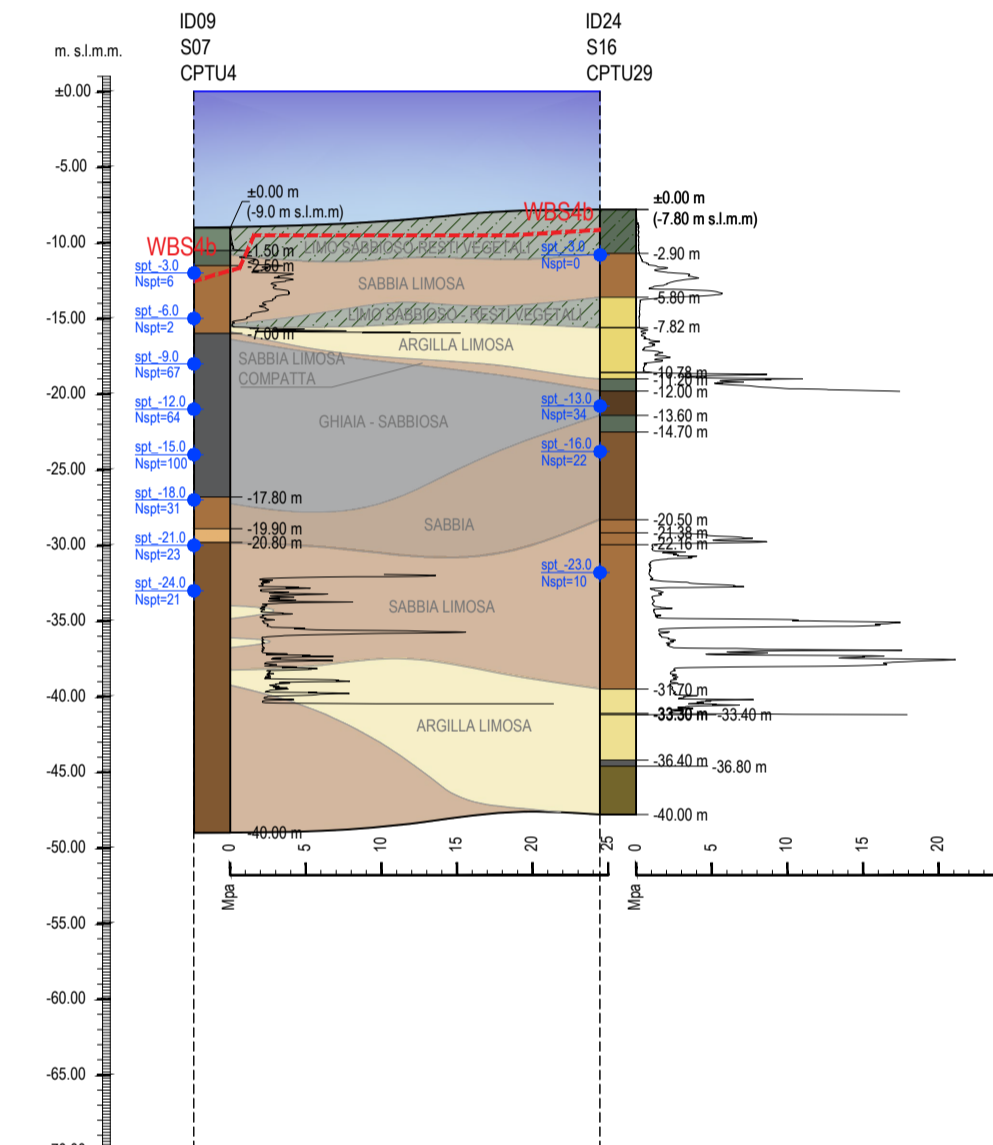 ID09
S07
CPTU4
ID24
S16
CPTU29
m. s.l.m.m.
±0.00
-5.00
-10.00
-15.00
-20.00
-25.00
-30.00
-35.00
-40.00
-45.00
-50.00
-55.00
-60.00
-65.00
±0.00 m
(-9.0 m s.l.m.m)
WBS4b
-1.50 m
-2.50 m
-7.00 m
-17.80 m
-19.90 m
-20.80 m
-40.00 m
spt_-3.0
Nspt=6
spt_-6.0
Nspt=2
spt_-9.0
Nspt=67
spt_-12.0
Nspt=64
spt_-15.0
Nspt=100
spt_-18.0
Nspt=31
spt_-21.0
Nspt=23
spt_-24.0
Nspt=21
LIMO SABBIOSO RESTI VEGETALI
SABBIA LIMOSA
LIMO SABBIOSO - RESTI VEGETALI
ARGILLA LIMOSA
SABBIA LIMOSA
COMPATTA
GHIAIA - SABBIOSA
SABBIA
SABBIA LIMOSA
ARGILLA LIMOSA
WBS4b
spt_-3.0
Nspt=0
spt_-13.0
Nspt=34
spt_-16.0
Nspt=22
spt_-23.0
Nspt=10
±0.00 m
(-7.80 m s.l.m.m)
-2.90 m
-5.80 m
-7.82 m
-10.78 m
-11.20 m
-12.00 m
-13.60 m
-14.70 m
-20.50 m
-21.38 m
-22.16 m
-31.70 m
-33.30 m
-33.40 m
-36.40 m
-36.80 m
-40.00 m
Mpa
0
5
10
15
20
25
Mpa
0
5
10
15
20